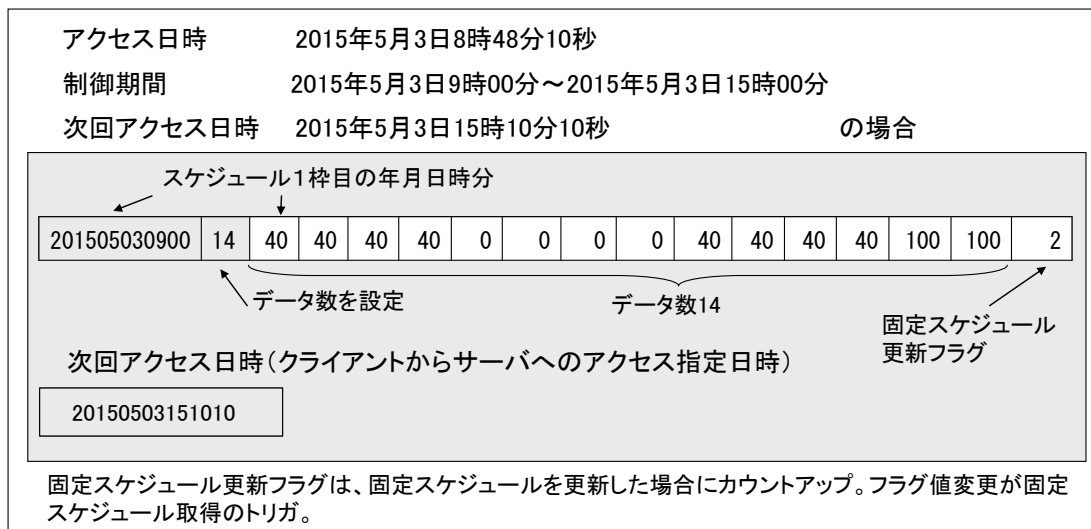 アクセス日時 2015年5月3日8時48分10秒
制御期間 2015年5月3日9時00分～2015年5月3日15時00分
次回アクセス日時 2015年5月3日15時10分10秒 の場合
スケジュール1枠目の年月日時分
201505030900 14 40 40 40 40 0 0 0 0 40 40 40 40 100 100 2
データ数を設定 データ数14
固定スケジュール
更新フラグ
次回アクセス日時(クライアントからサーバへのアクセス指定日時)
20150503151010
固定スケジュール更新フラグは、固定スケジュールを更新した場合にカウントアップ。フラグ値変更が固定
スケジュール取得のトリガ。